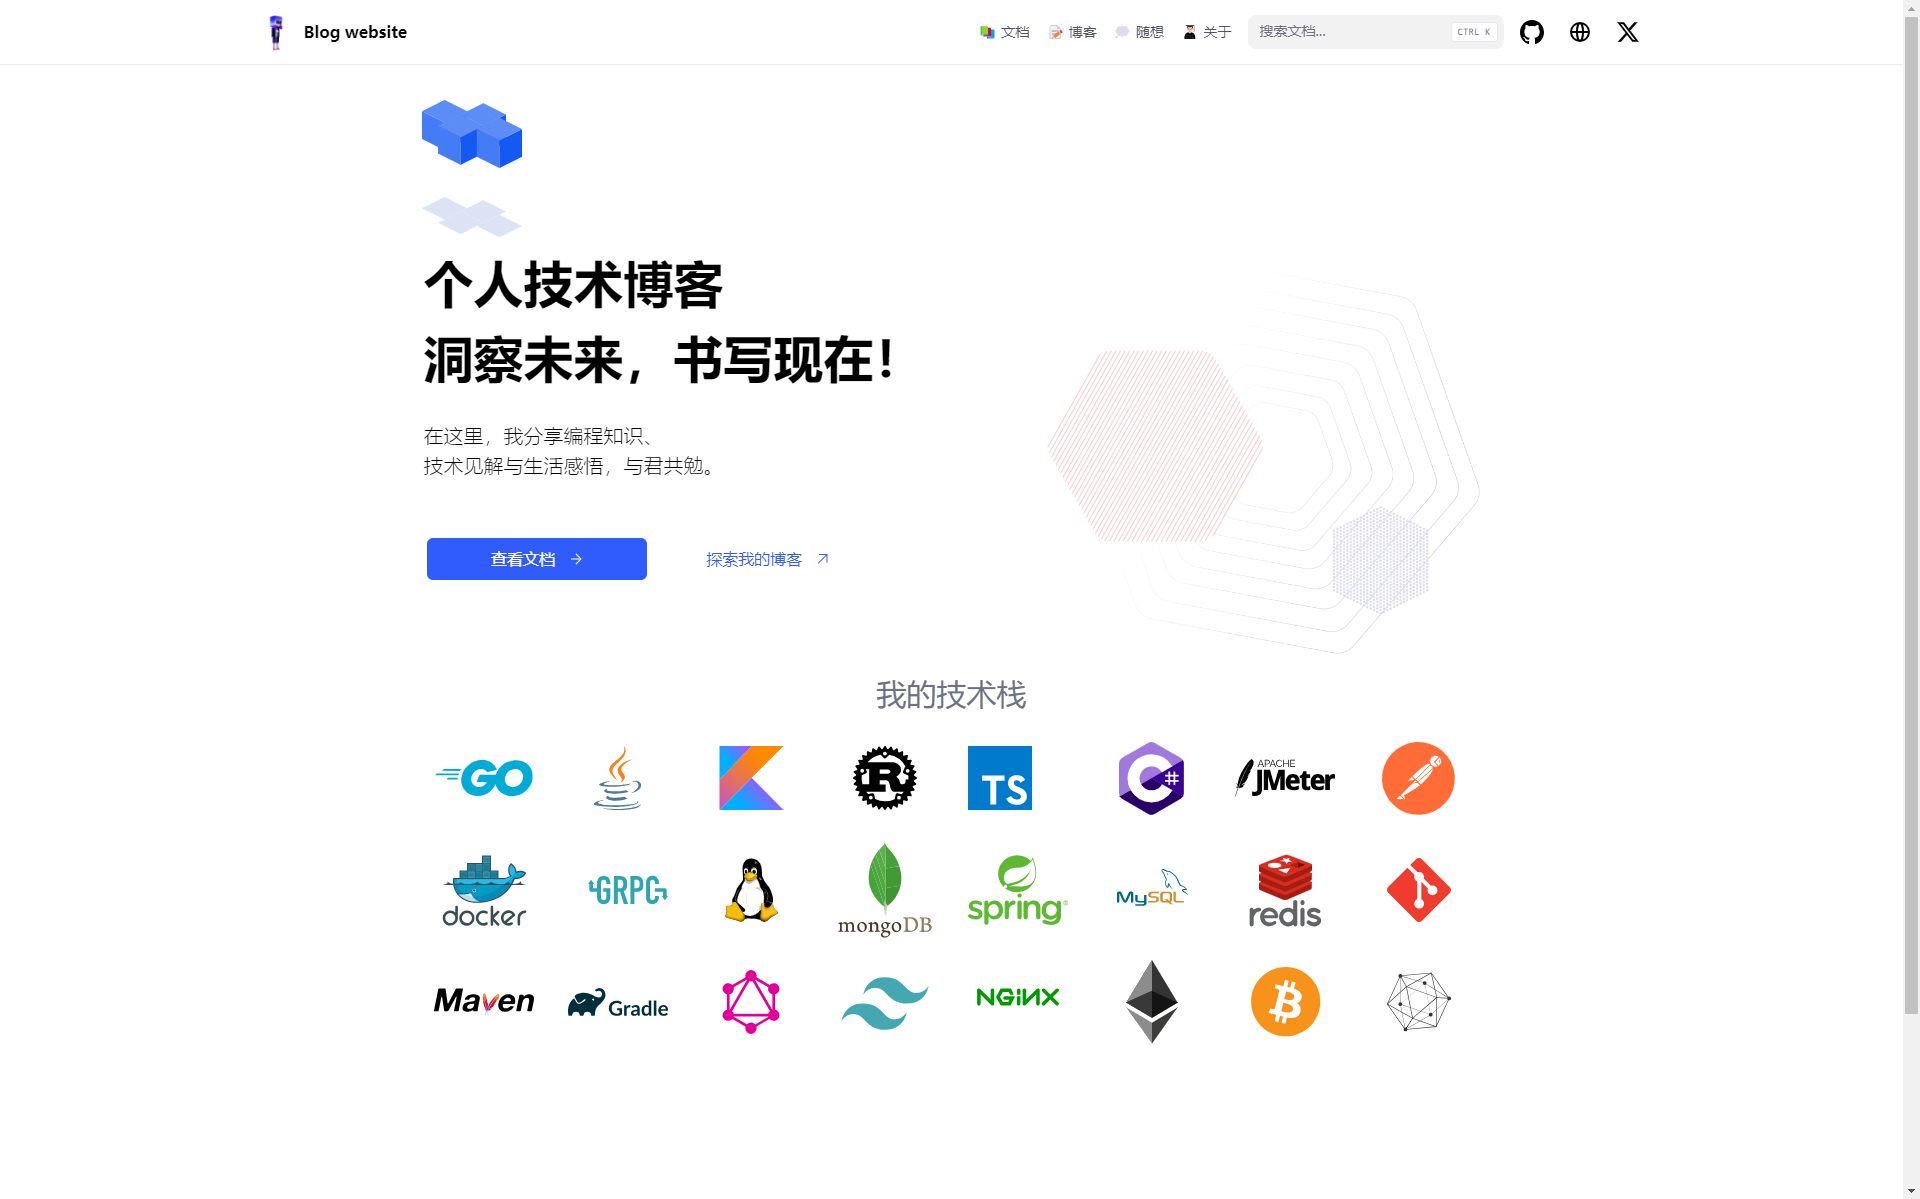 Blog website
文档
博客
随想
关于
搜索文档...
CTRL K
个人技术博客
洞察未来，书写现在！
在这里，我分享编程知识、
技术见解与生活感悟，与君共勉。
查看文档 →
探索我的博客 ↗
我的技术栈
GO
R
TS
C#
APACHE
JMeter
docker
GRPC
mongoDB
spring
MySQL
redis
Maven
Gradle
NGINX